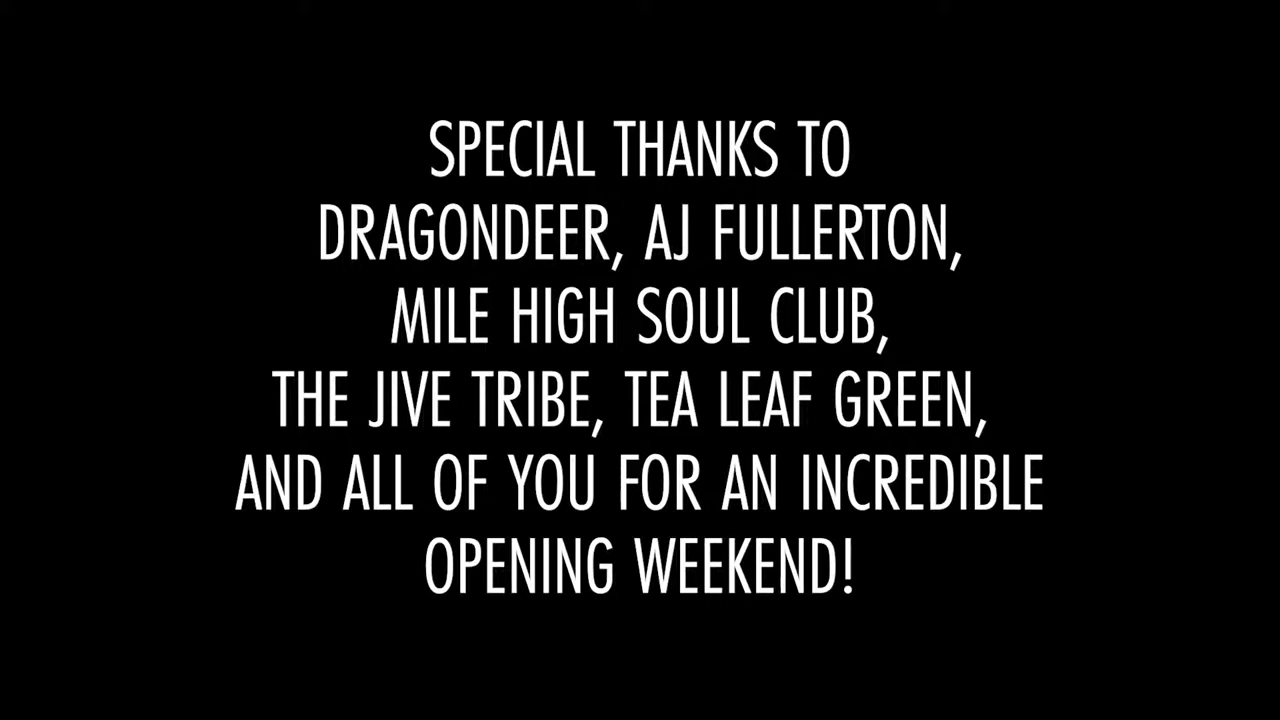 SPECIAL THANKS TO
DRAGONDEER, AJ FULLERTON,
MILE HIGH SOUL CLUB,
THE JIVE TRIBE, TEA LEAF GREEN,
AND ALL OF YOU FOR AN INCREDIBLE
OPENING WEEKEND!